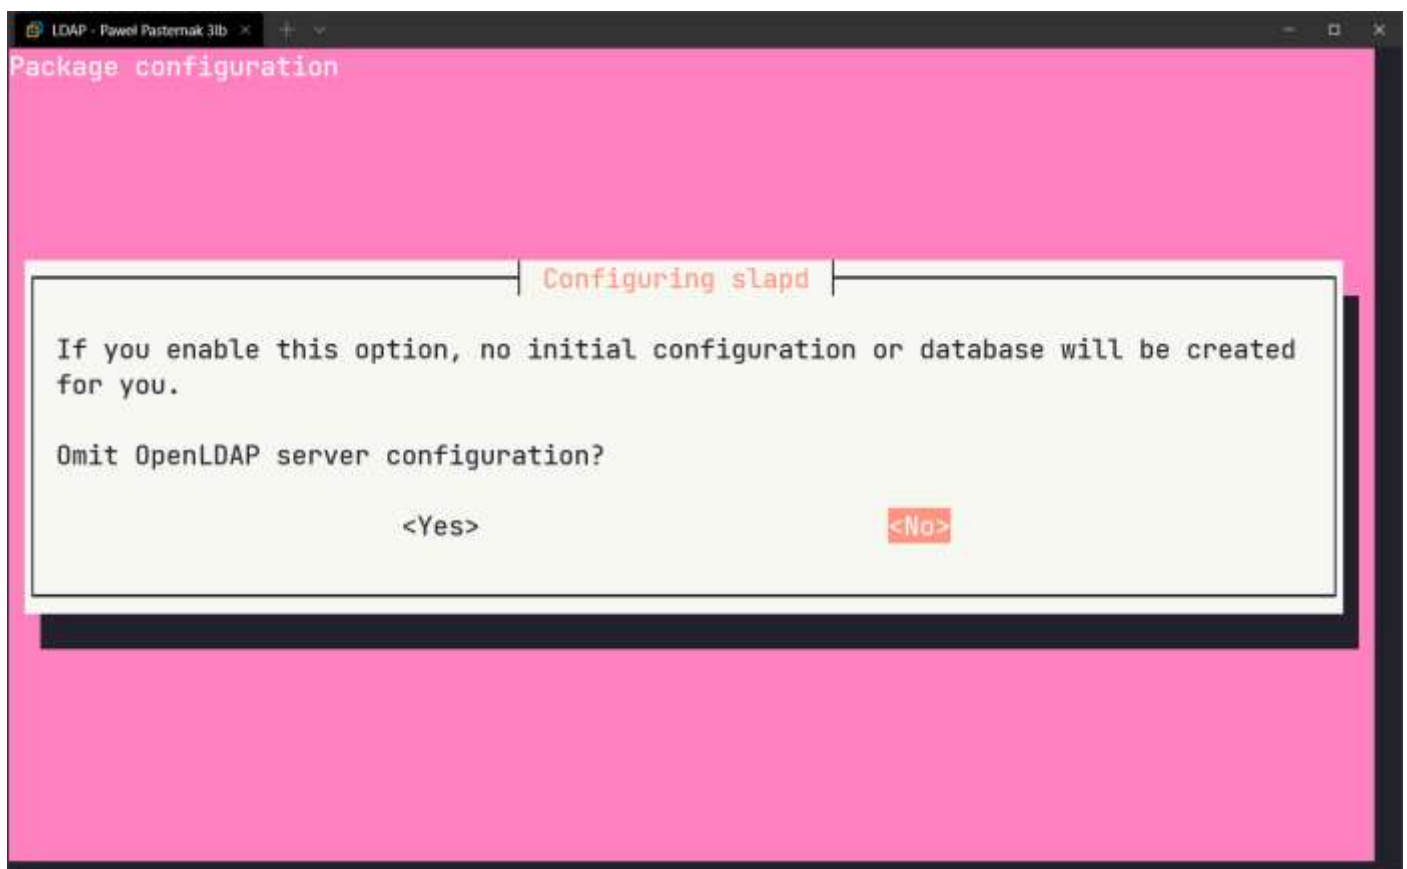 LDAP - Paweł Pasternak 3lb
Package configuration
Configuring slapd
If you enable this option, no initial configuration or database will be created
for you.
Omit OpenLDAP server configuration?
<Yes> <No>